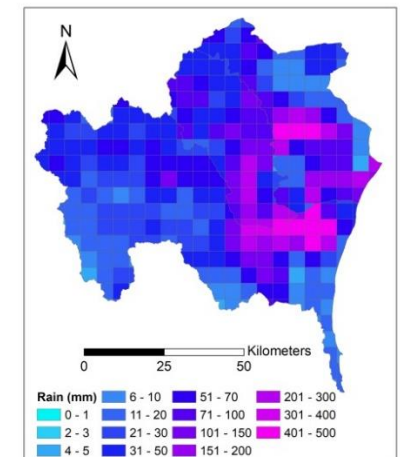 N
0 25 50 Kilometers
Rain (mm)
0 - 1
2 - 3
4 - 5
6 - 10
11 - 20
21 - 30
31 - 50
51 - 70
71 - 100
101 - 150
151 - 200
201 - 300
301 - 400
401 - 500